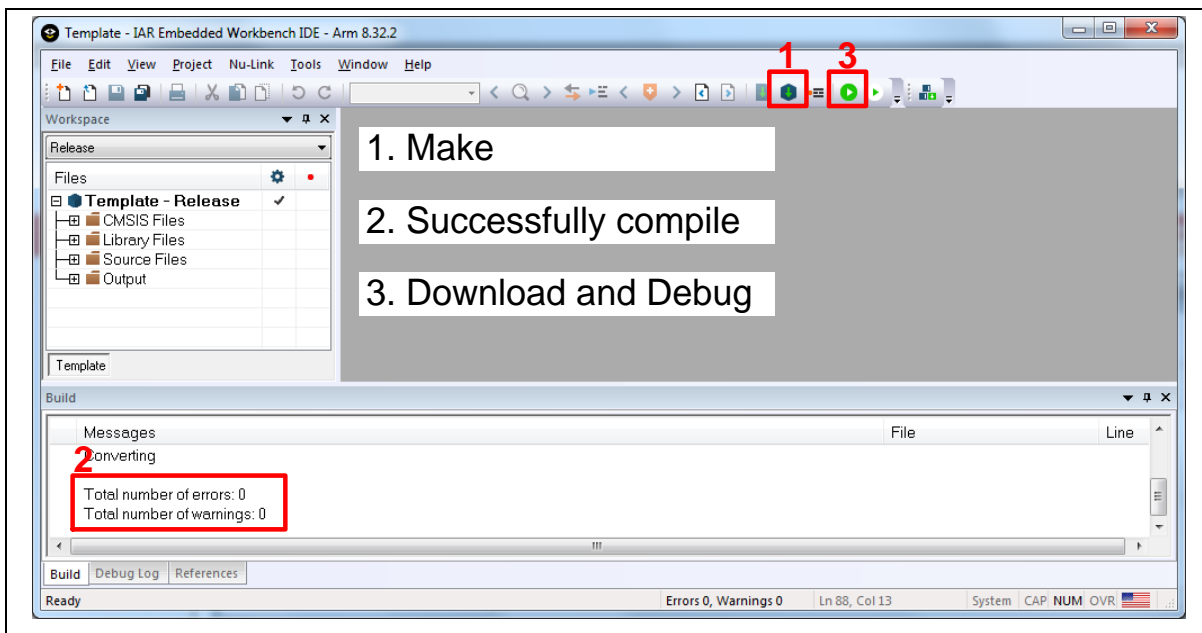 Template - IAR Embedded Workbench IDE - Arm 8.32.2
File Edit View Project Nu-Link Tools Window Help
1 3
Workspace
Release
Files
Template - Release
CMSIS Files
Library Files
Source Files
Output
Template
1. Make
2. Successfully compile
3. Download and Debug
Build
Messages File Line
Converting
2
Total number of errors: 0
Total number of warnings: 0
Build Debug Log References
Ready Errors 0, Warnings 0 Ln 88, Col 13 System CAP NUM OVR